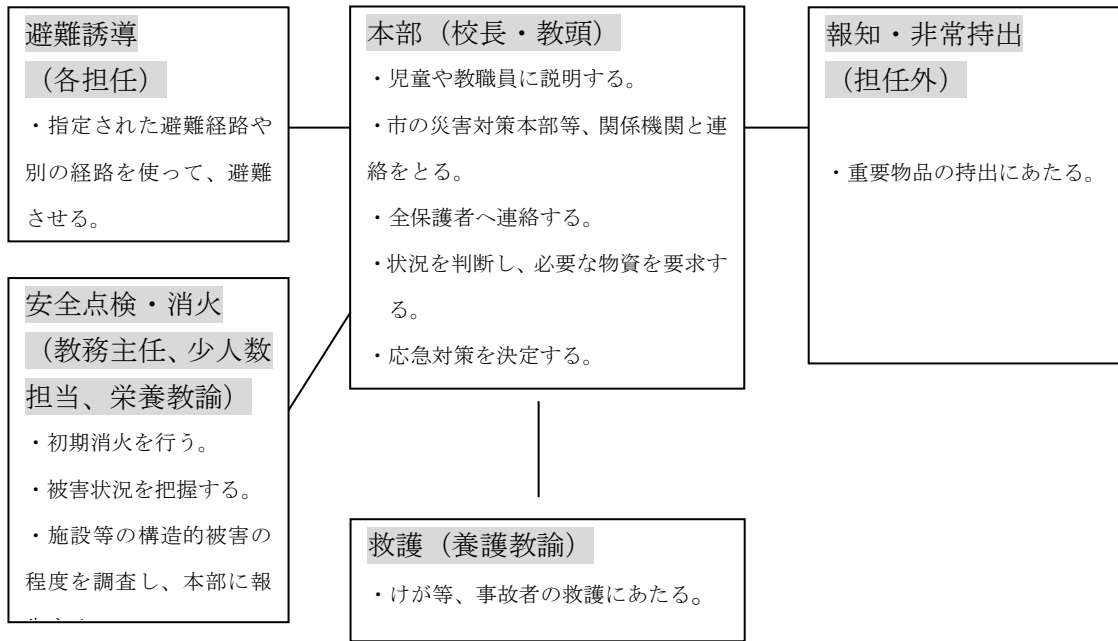 避難誘導
（各担任）
・指定された避難経路や
別の経路を使って、避難
させる。
本部（校長・教頭）
・児童や教職員に説明する。
・市の災害対策本部等、関係機関と連
絡をとる。
・全保護者へ連絡する。
・状況を判断し、必要な物資を要求す
る。
・応急対策を決定する。
報知・非常持出
（担任外）
・重要物品の持出にあたる。
安全点検・消火
（教務主任、少人数
担当、栄養教諭）
・初期消火を行う。
・被害状況を把握する。
・施設等の構造的被害の
程度を調査し、本部に報
救護（養護教諭）
・けが等、事故者の救護にあたる。